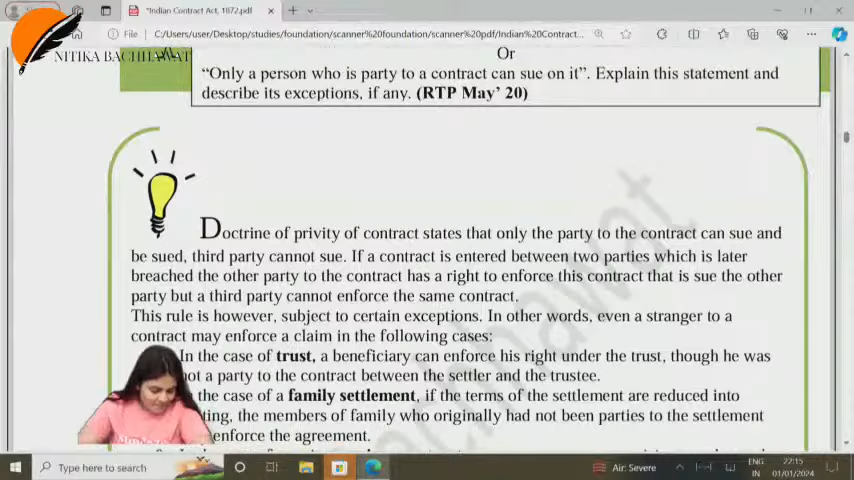 *Indian Contract Act, 1872.pdf
File
C:/Users/user/Desktop/studies/foundation/scanner%20foundation/scanner%20pdf/Indian%20Contract...
NITIKA BACHHAWAT
Or
“Only a person who is party to a contract can sue on it”. Explain this statement and
describe its exceptions, if any. (RTP May’ 20)
Doctrine of privity of contract states that only the party to the contract can sue and
be sued, third party cannot sue. If a contract is entered between two parties which is later
breached the other party to the contract has a right to enforce this contract that is sue the other
party but a third party cannot enforce the same contract.
This rule is however, subject to certain exceptions. In other words, even a stranger to a
contract may enforce a claim in the following cases:
In the case of trust, a beneficiary can enforce his right under the trust, though he was
not a party to the contract between the settler and the trustee.
the case of a family settlement, if the terms of the settlement are reduced into
ting, the members of family who originally had not been parties to the settlement
enforce the agreement.
Type here to search
Air: Severe
ENG
IN
22:15
01/01/2024